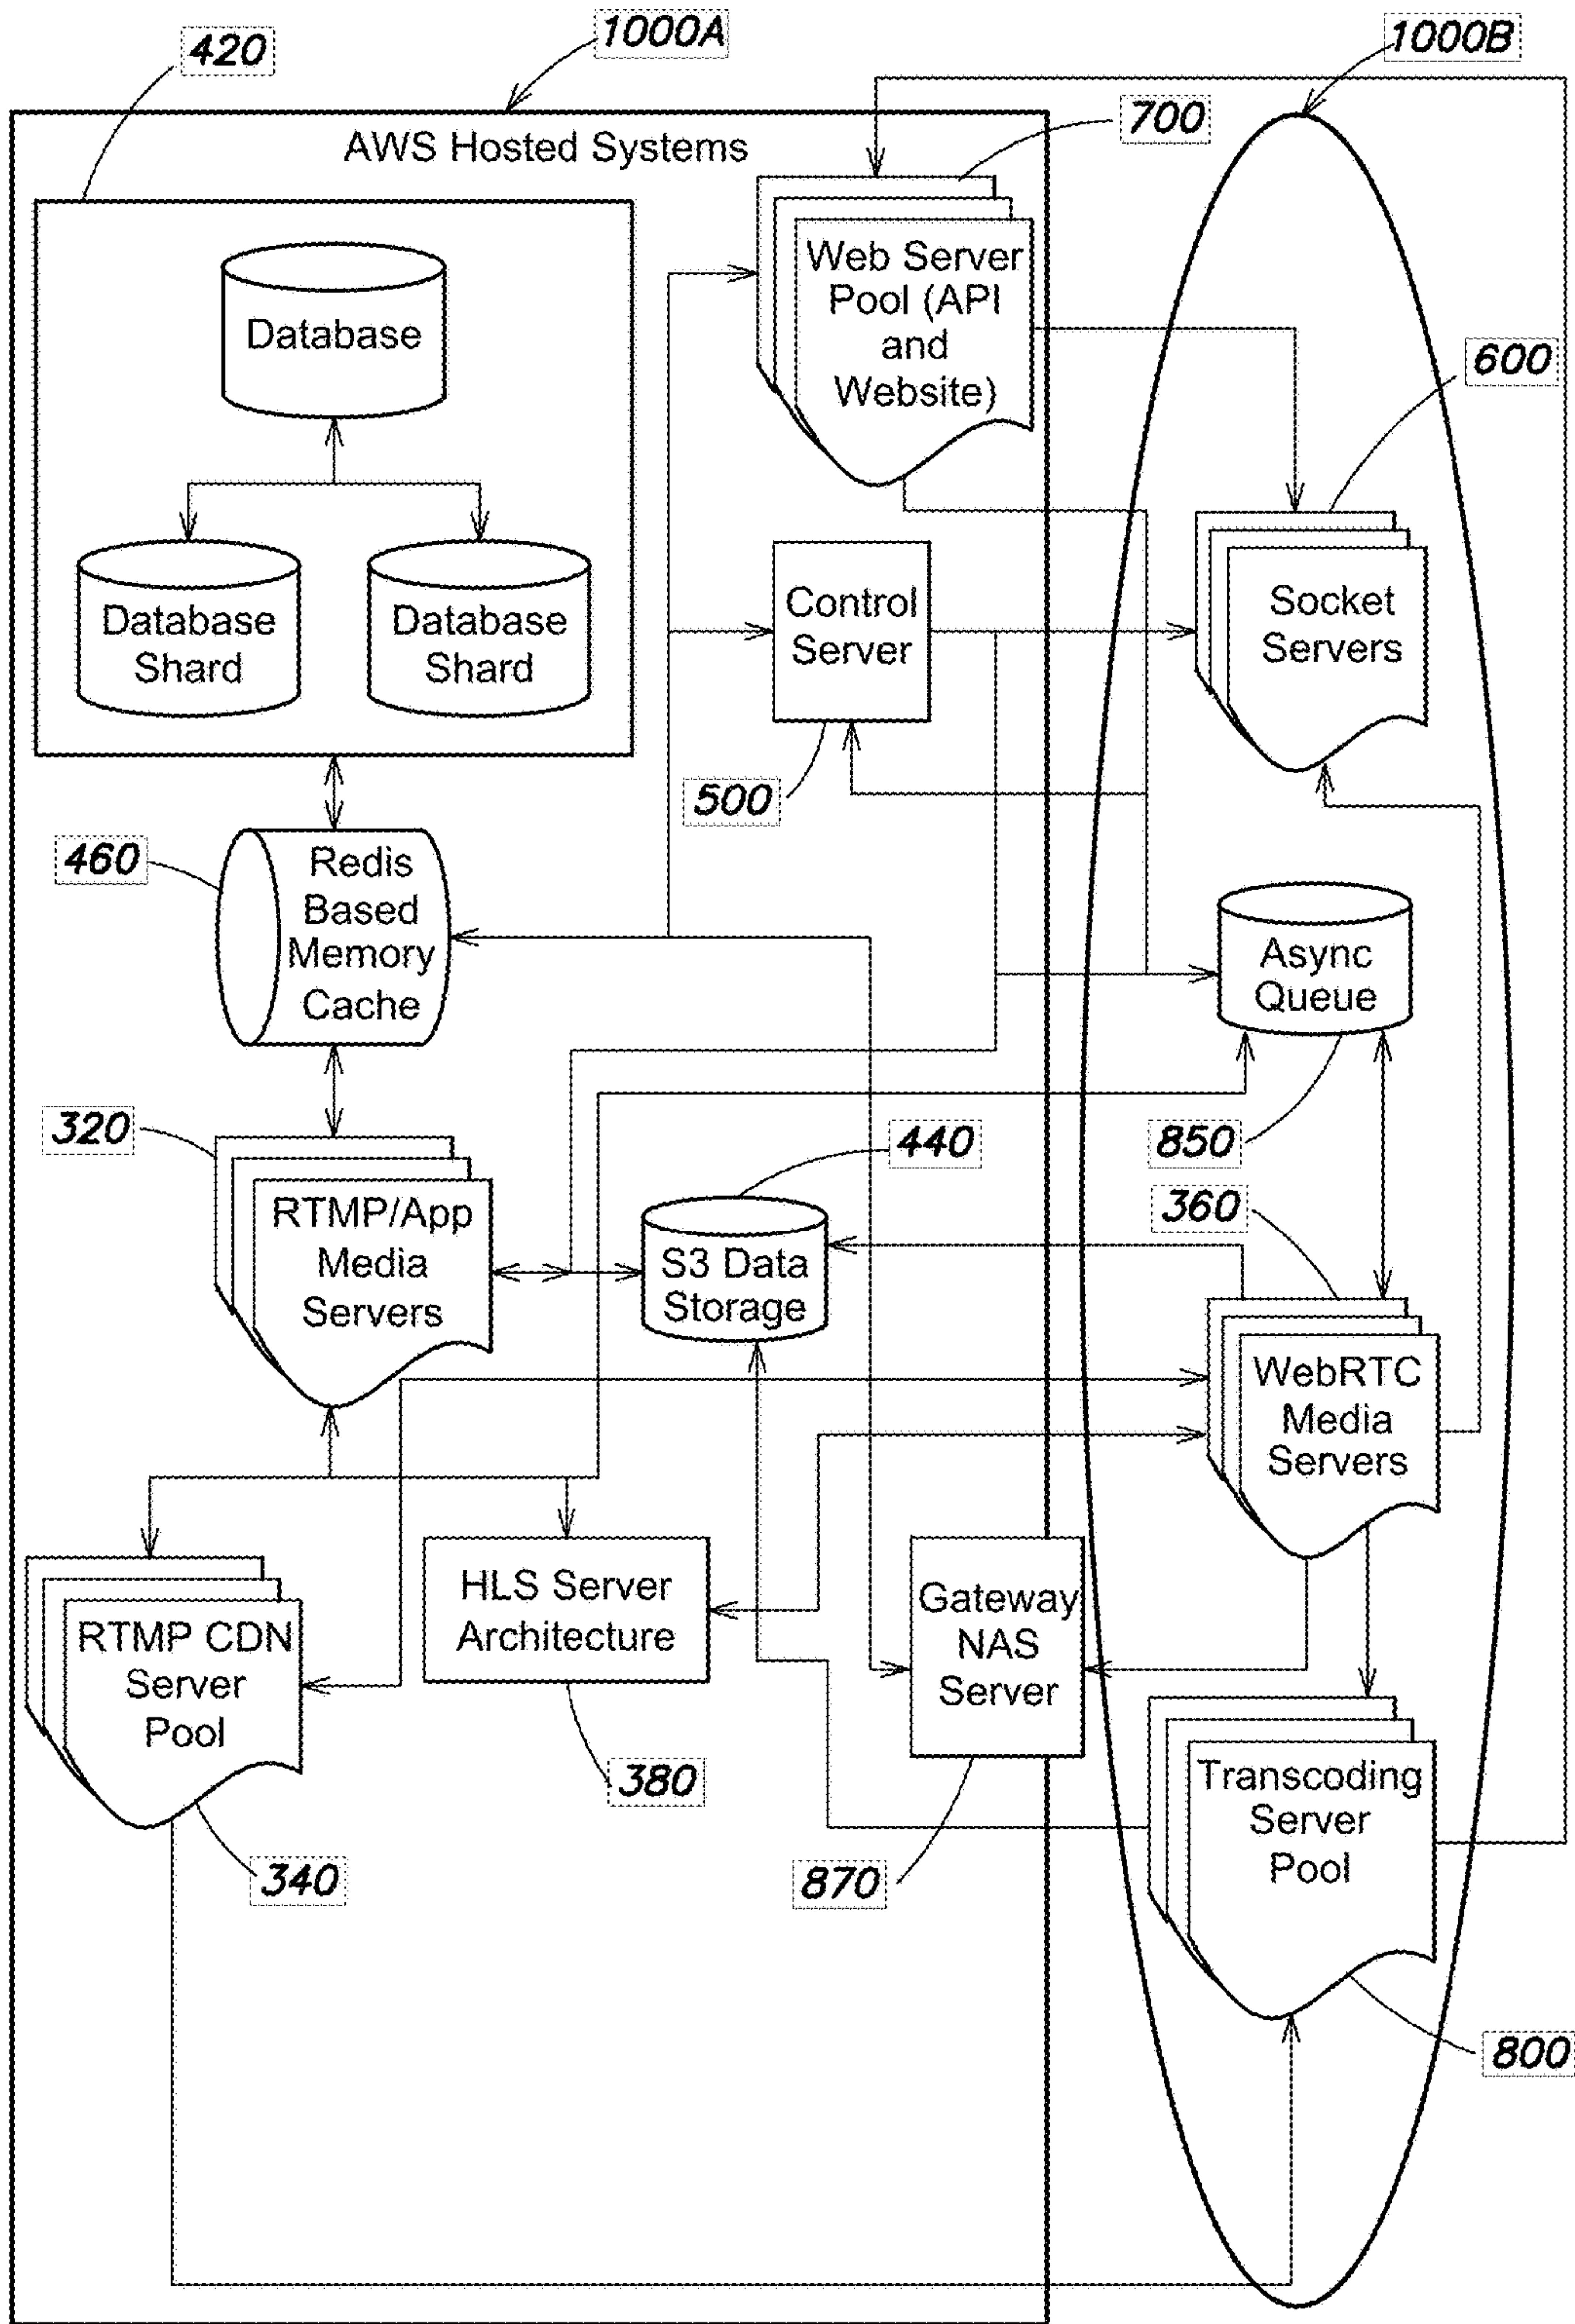 1000A
1000B
420
700
AWS Hosted Systems
Web Server
Pool (API
and
Website)
Database
600
Database
Shard
Database
Shard
Control
Server
Socket
Servers
500
460
Redis
Based
Memory
Cache
Async
Queue
320
440
850
360
RTMP/App
Media
Servers
S3 Data
Storage
WebRTC
Media
Servers
HLS Server
Architecture
Gateway
NAS
Server
RTMP CDN
Server
Pool
380
Transcoding
Server
Pool
340
870
800